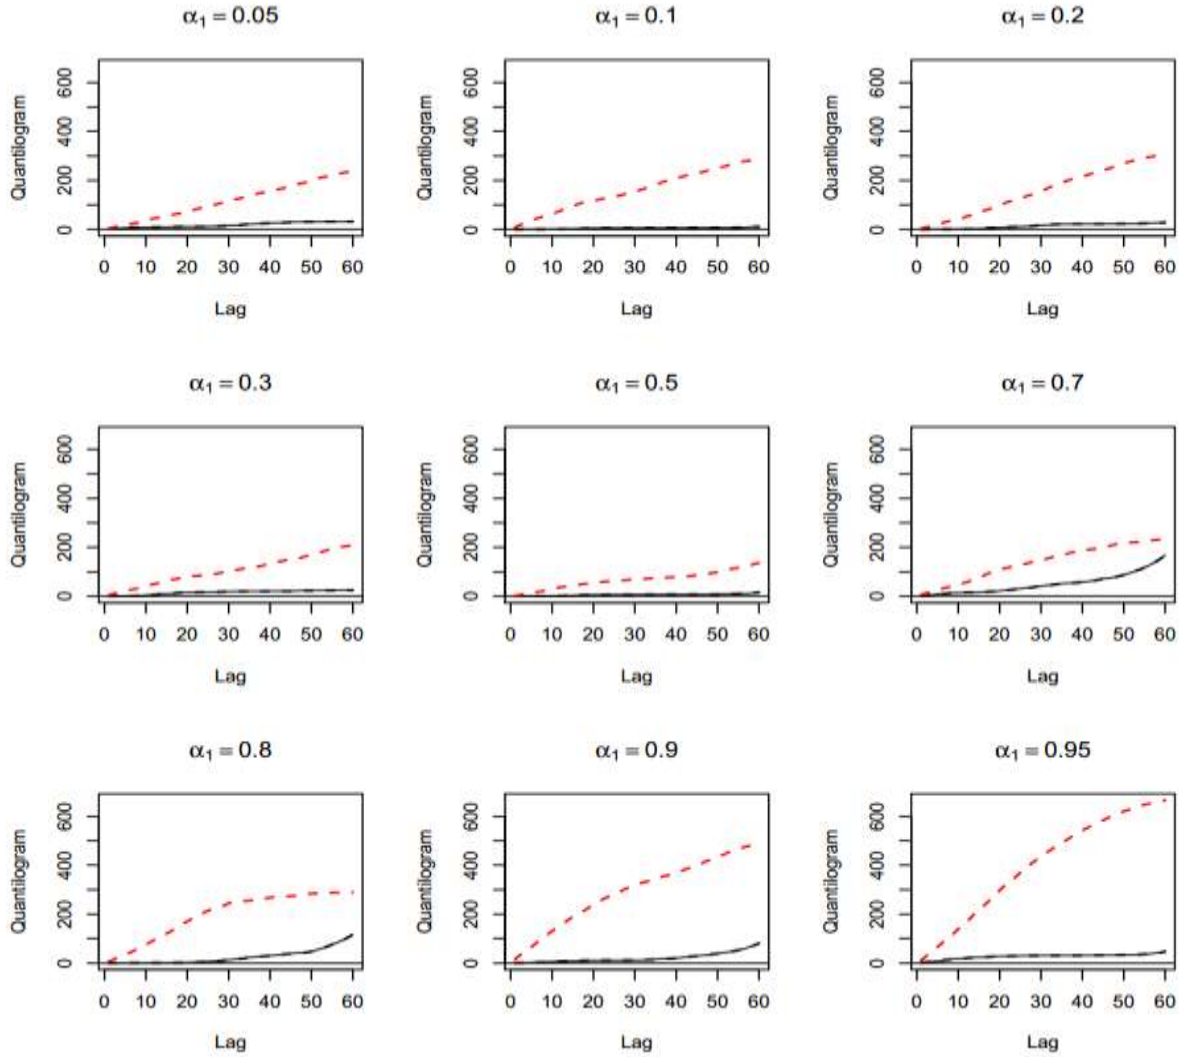 α₁ = 0.05 α₁ = 0.1 α₁ = 0.2
Quantilogram Quantilogram Quantilogram
600 600 600
400 400 400
200 200 200
0 0 0
0 10 20 30 40 50 60 0 10 20 30 40 50 60 0 10 20 30 40 50 60
Lag Lag Lag
α₁ = 0.3 α₁ = 0.5 α₁ = 0.7
Quantilogram Quantilogram Quantilogram
600 600 600
400 400 400
200 200 200
0 0 0
0 10 20 30 40 50 60 0 10 20 30 40 50 60 0 10 20 30 40 50 60
Lag Lag Lag
α₁ = 0.8 α₁ = 0.9 α₁ = 0.95
Quantilogram Quantilogram Quantilogram
600 600 600
400 400 400
200 200 200
0 0 0
0 10 20 30 40 50 60 0 10 20 30 40 50 60 0 10 20 30 40 50 60
Lag Lag Lag